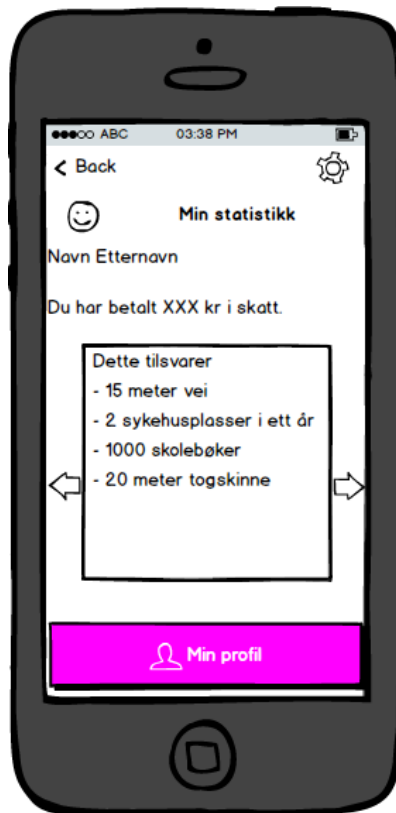 ABC 03:38 PM
Back
Min statistikk
Navn Etternavn
Du har betalt XXX kr i skatt.
Dette tilsvarer
- 15 meter vei
- 2 sykehusplasser i ett år
- 1000 skolebøker
- 20 meter togskinne
Min profil